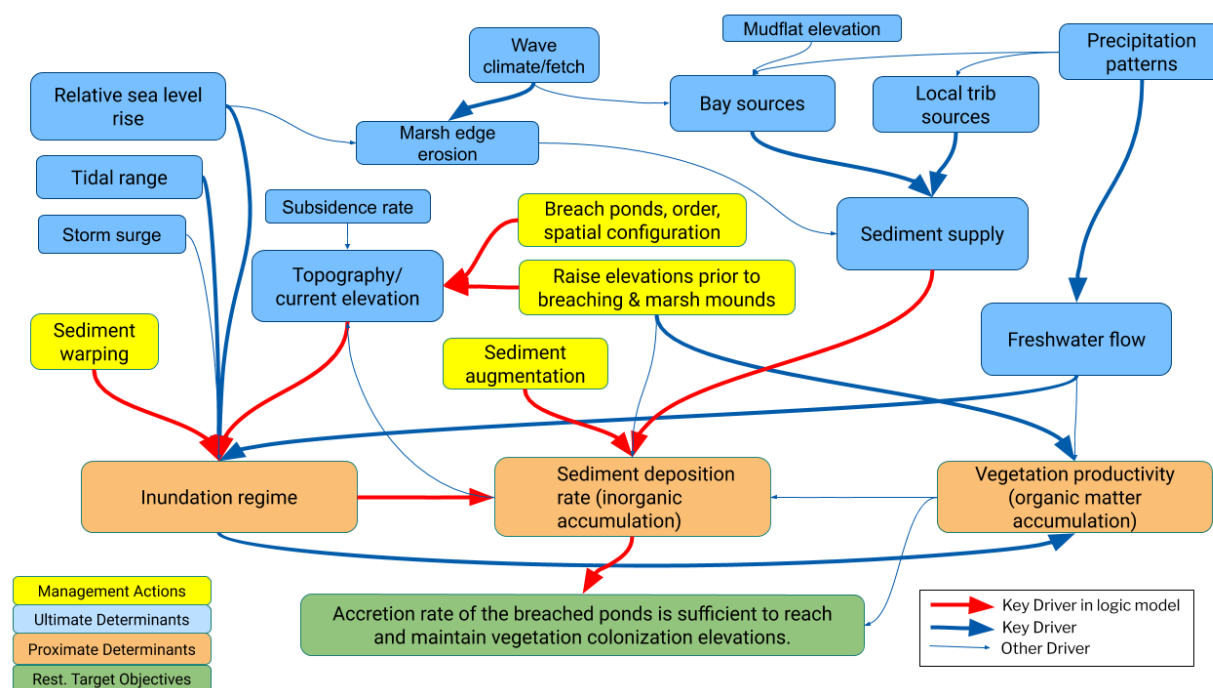 Mudflat elevation
Wave
climate/fetch
Precipitation
patterns
Relative sea level
rise
Bay sources
Local trib
sources
Marsh edge
erosion
Tidal range
Subsidence rate
Breach ponds, order,
spatial configuration
Storm surge
Sediment supply
Topography/
current elevation
Raise elevations prior to
breaching & marsh mounds
Sediment
warping
Sediment
augmentation
Freshwater flow
Inundation regime
Sediment deposition
rate (inorganic
accumulation)
Vegetation productivity
(organic matter
accumulation)
Management Actions
Ultimate Determinants
Proximate Determinants
Rest. Target Objectives
Accretion rate of the breached ponds is sufficient to reach
and maintain vegetation colonization elevations.
Key Driver in logic model
Key Driver
Other Driver